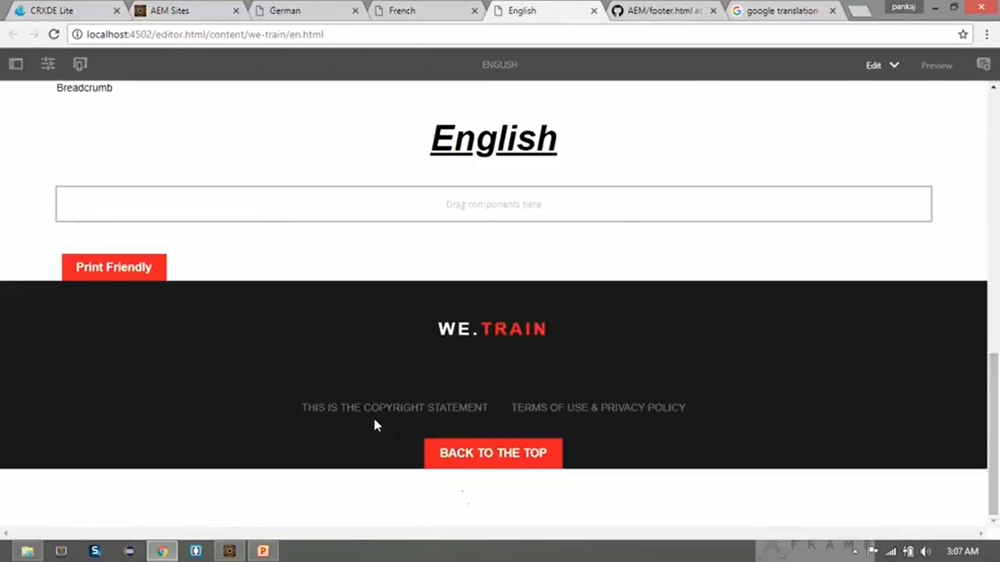 CRXDE Lite
AEM Sites
German
French
English
AEM/footer.html at
google translation
pankaj
localhost:4502/editor.html/content/we-train/en.html
ENGLISH
Edit
Preview
Breadcrumb
English
Drag components here
Print Friendly
WE.TRAIN
THIS IS THE COPYRIGHT STATEMENT TERMS OF USE & PRIVACY POLICY
BACK TO THE TOP
3:07 AM